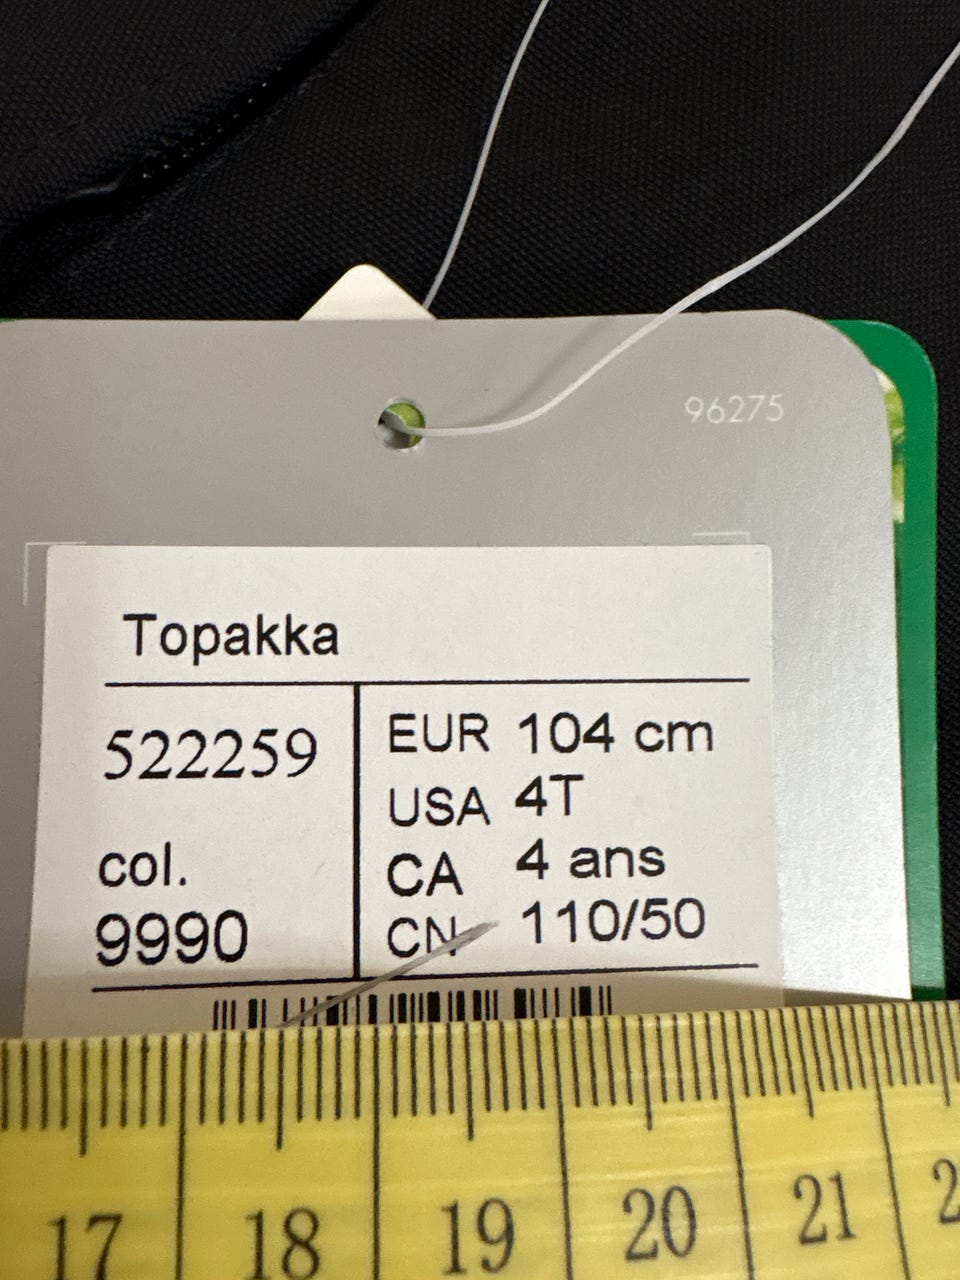 96275
Topakka
522259
col.
9990
EUR 104 cm
USA 4T
CA 4 ans
CN 110/50
17 18 19 20 21